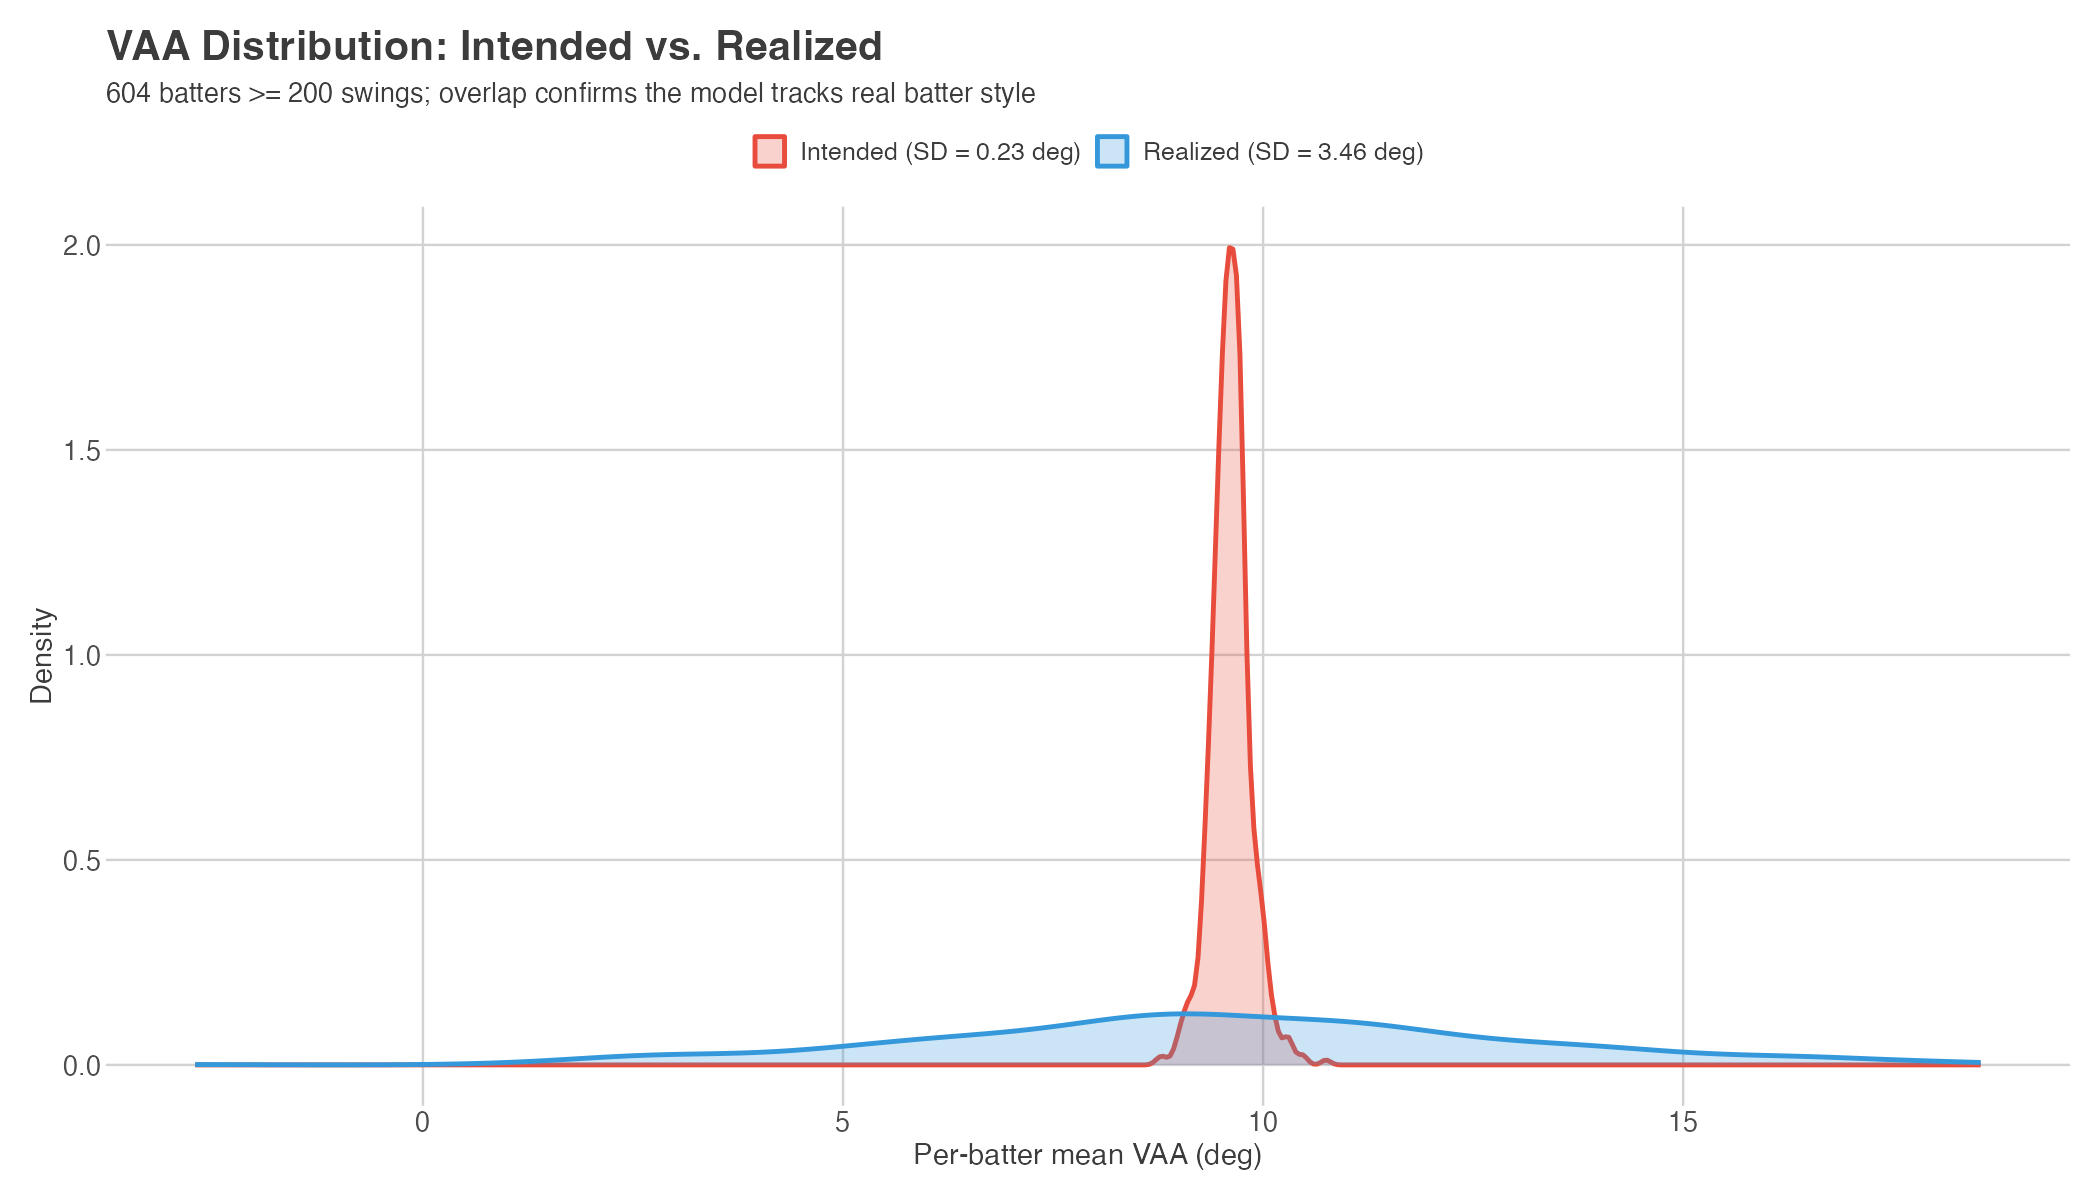 VAA Distribution: Intended vs. Realized
604 batters >= 200 swings; overlap confirms the model tracks real batter style
Intended (SD = 0.23 deg) Realized (SD = 3.46 deg)
2.0
1.5
1.0
0.5
0.0
Density
0 5 10 15
Per-batter mean VAA (deg)